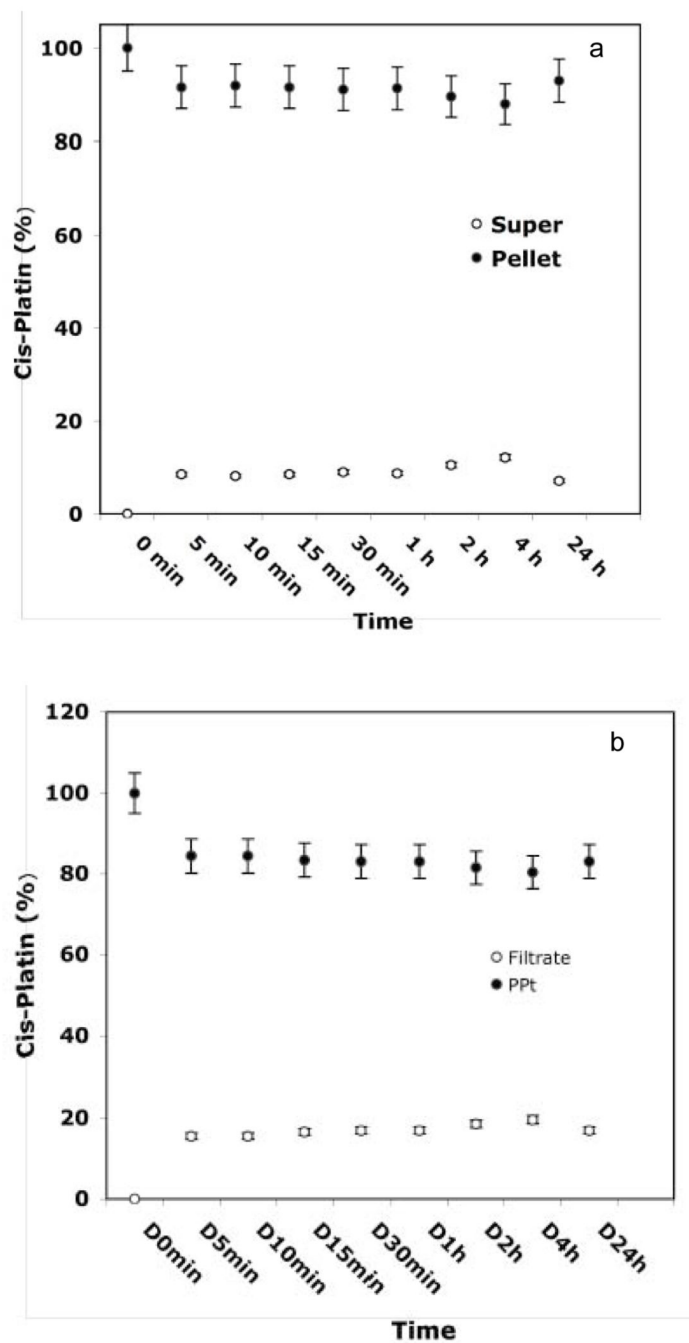 a
100
80
60
40
20
0
Cis-Platin (%)
Super
Pellet
0 min
5 min
10 min
15 min
30 min
1 h
2 h
4 h
24 h
Time
b
120
100
80
60
40
20
0
Cis-Platin (%)
Filtrate
PPt
D0min
D5min
D10min
D15min
D30min
D1h
D2h
D4h
D24h
Time